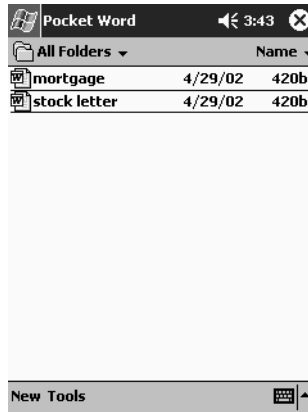 Pocket Word 3:43
All Folders Name
mortgage 4/29/02 420b
stock letter 4/29/02 420b
New Tools